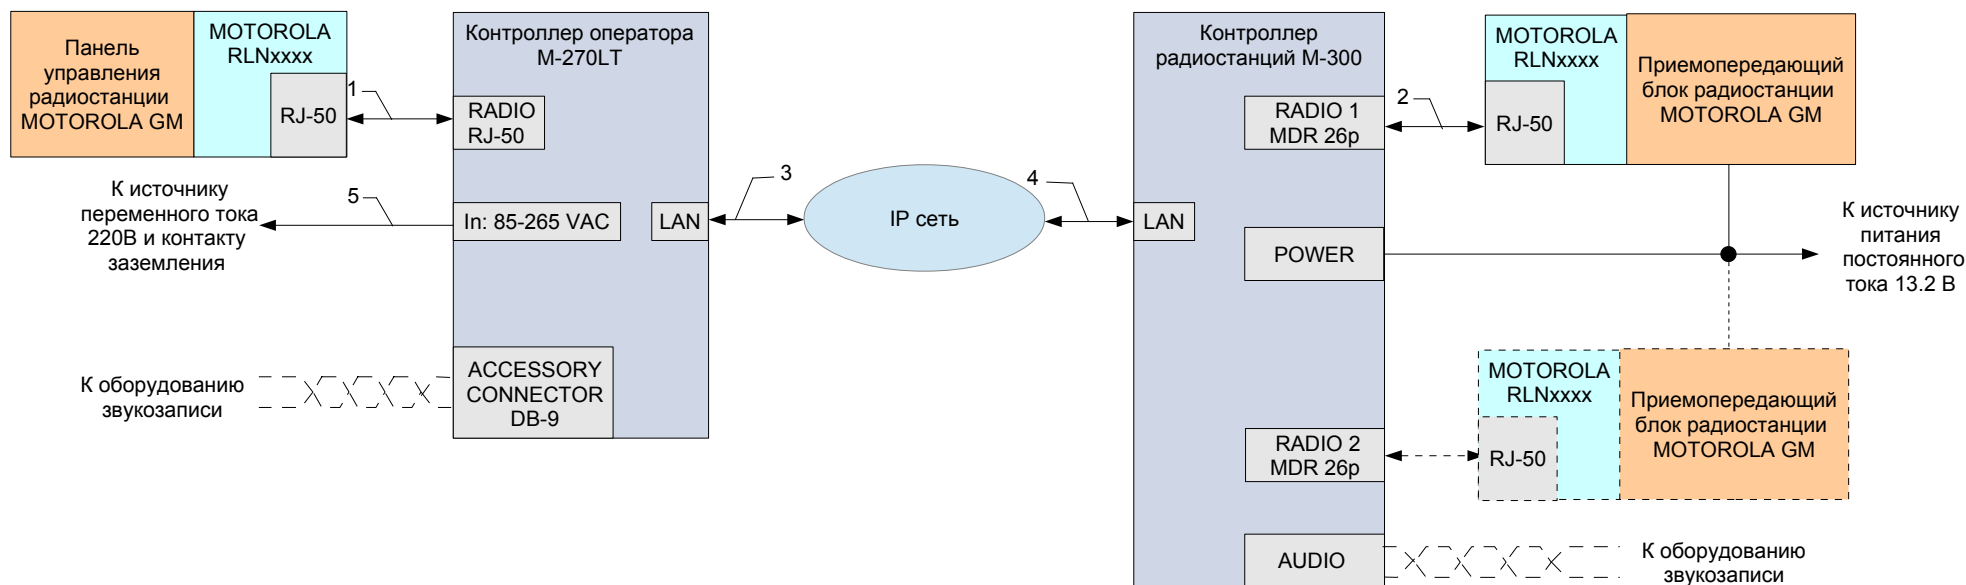 Панель
управления
радиостанции
MOTOROLA GM
MOTOROLA
RLNxxxx
RJ-50
1
Контроллер оператора
M-270LT
RADIO
RJ-50
In: 85-265 VAC
LAN
ACCESSORY
CONNECTOR
DB-9
5
К источнику
переменного тока
220В и контакту
заземления
К оборудованию
звукозаписи
3
IP сеть
4
Контроллер
радиостанций М-300
RADIO 1
MDR 26p
LAN
POWER
RADIO 2
MDR 26p
AUDIO
2
MOTOROLA
RLNxxxx
RJ-50
Приемопередающий
блок радиостанции
MOTOROLA GM
К источнику
питания
постоянного
тока 13.2 В
MOTOROLA
RLNxxxx
RJ-50
Приемопередающий
блок радиостанции
MOTOROLA GM
К оборудованию
звукозаписи